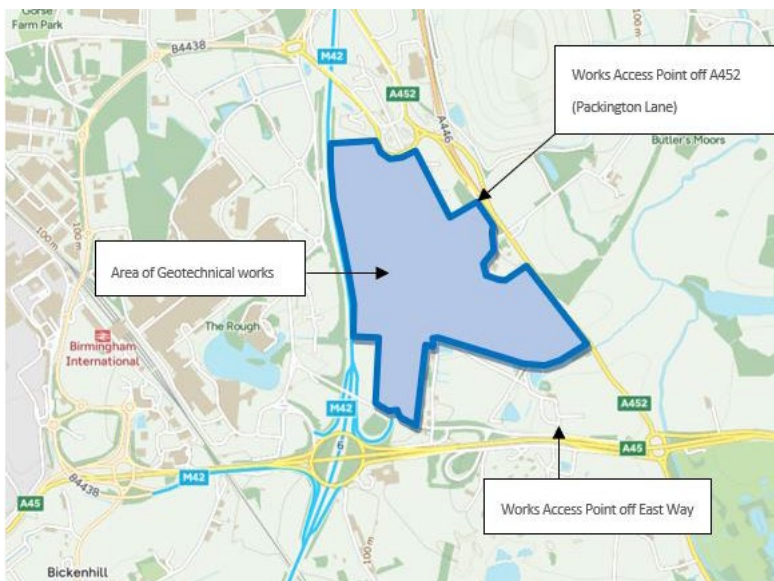 Gorse
Farm Park
B4438
M42
A452
A446
100 m
Works Access Point off A452
(Packington Lane)
Butler's Moors
100 m
100 m
Area of Geotechnical works
The Rough
Birmingham
International
M42
6
A452
A45
A45
B4438
M42
Works Access Point off East Way
100 m
Bickenhill